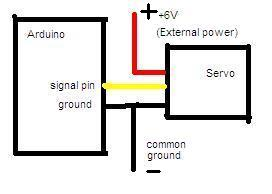 + +6V
Arduino
(External power)
Servo
signal pin
ground
common
ground
−